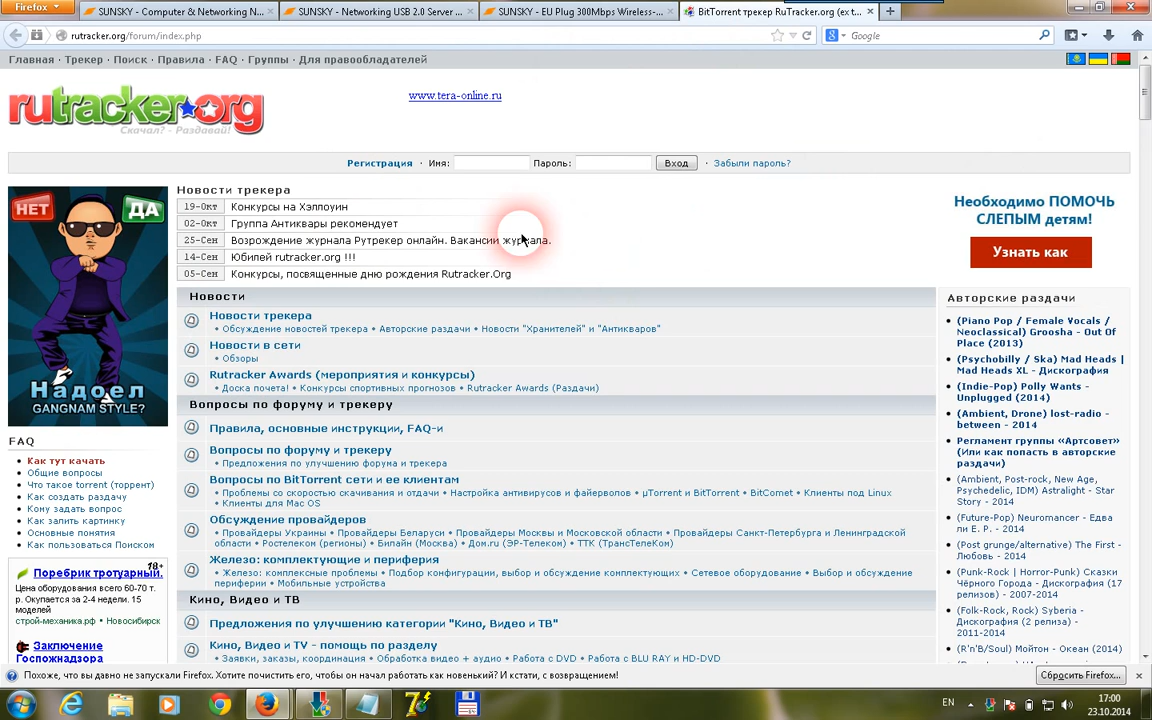 Firefox
SUNSKY - Computer & Networking N...
SUNSKY - Networking USB 2.0 Server ...
SUNSKY - EU Plug 300Mbps Wireless-...
BitTorrent трекер RuTracker.org (ex t...
rutracker.org/forum/index.php
Google
Главная · Трекер · Поиск · Правила · FAQ · Группы · Для правообладателей
rutracker.org
Скачал? - Раздавай!
www.tera-online.ru
Регистрация · Имя: Пароль: Вход · Забыли пароль?
НЕТ
ДА
Надоел
GANGNAM STYLE?
Новости трекера
19-Окт Конкурсы на Хэллоуин
02-Окт Группа Антиквары рекомендует
25-Сен Возрождение журнала Рутрекер онлайн. Вакансии журнала.
14-Сен Юбилей rutracker.org !!!
05-Сен Конкурсы, посвященные дню рождения Rutracker.Org
Необходимо ПОМОЧЬ
СЛЕПЫМ детям!
Узнать как
Новости
Новости трекера
• Обсуждение новостей трекера • Авторские раздачи • Новости "Хранителей" и "Антикваров"
Новости в сети
• Обзоры
Rutracker Awards (мероприятия и конкурсы)
• Доска почета! • Конкурсы спортивных прогнозов • Rutracker Awards (Раздачи)
Вопросы по форуму и трекеру
Правила, основные инструкции, FAQ-и
Вопросы по форуму и трекеру
• Предложения по улучшению форума и трекера
Вопросы по BitTorrent сети и ее клиентам
• Проблемы со скоростью скачивания и отдачи • Настройка антивирусов и файерволов • µTorrent и BitTorrent • BitComet • Клиенты под Linux
• Клиенты для Mac OS
Обсуждение провайдеров
• Провайдеры Украины • Провайдеры Беларуси • Провайдеры Москвы и Московской области • Провайдеры Санкт-Петербурга и Ленинградской
области • Ростелеком (регионы) • Билайн (Москва) • Дом.ru (ЭР-Телеком) • ТТК (ТрансТелеКом)
Железо: комплектующие и периферия
• Железо: комплексные проблемы • Подбор конфигурации, выбор и обсуждение комплектующих • Сетевое оборудование • Выбор и обсуждение
периферии • Мобильные устройства
Кино, Видео и ТВ
Предложения по улучшению категории "Кино, Видео и ТВ"
Кино, Видео и TV - помощь по разделу
• Заявки, заказы, координация • Обработка видео + аудио • Работа с DVD • Работа с BLU RAY и HD-DVD
FAQ
• Как тут качать
• Общие вопросы
• Что такое torrent (торрент)
• Как создать раздачу
• Кому задать вопрос
• Как залить картинку
• Основные понятия
• Как пользоваться Поиском
18+
Поребрик тротуарный.
Цена оборудования всего 60-70 т.
р. Окупается за 2-4 недели. 15
моделей
строй-механика.рф • Новосибирск
Заключение
Госпожнадзора
Авторские раздачи
• (Piano Pop / Female Vocals /
Neoclassical) Groosha - Out Of
Place (2013)
• (Psychobilly / Ska) Mad Heads |
Mad Heads XL - Дискография
• (Indie-Pop) Polly Wants -
Unplugged (2014)
• (Ambient, Drone) lost-radio -
between - 2014
• Регламент группы «Артсовет»
(Или как попасть в авторские
раздачи)
• (Ambient, Post-rock, New Age,
Psychedelic, IDM) Astralight - Star
Story - 2014
• (Future-Pop) Neuromancer - Едва
ли Е. Р. - 2014
• (Post grunge/alternative) The First -
Любовь - 2014
• (Punk-Rock | Horror-Punk) Сказки
Чёрного Города - Дискография (17
релизов) - 2007-2014
• (Folk-Rock, Rock) Syberia -
Дискография (2 релиза) -
2011-2014
• (R'n'B/Soul) Мойтон - Океан (2014)
Похоже, что вы давно не запускали Firefox. Хотите почистить его, чтобы он начал работать как новенький? И кстати, с возвращением!
Сбросить Firefox...
EN
17:00
23.10.2014